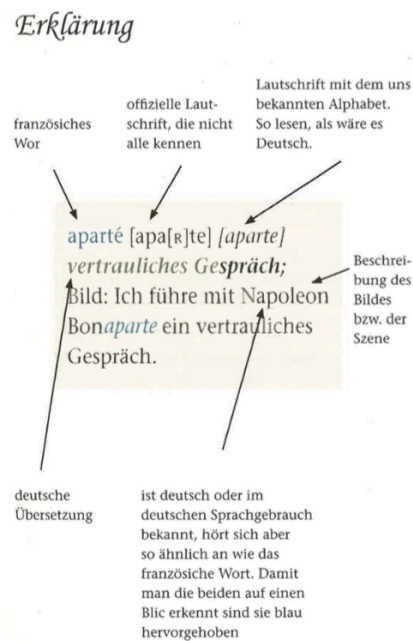 Erklärung
französiches
Wor
offizielle Laut-
schrift, die nicht
alle kennen
Lautschrift mit dem uns
bekannten Alphabet.
So lesen, als wäre es
Deutsch.
aparté [apa[ʀ]te] [aparte]
vertrauliches Gespräch;
Bild: Ich führe mit Napoleon
Bonaparte ein vertrauliches
Gespräch.
Beschrei-
bung des
Bildes
bzw. der
Szene
deutsche
Übersetzung
ist deutsch oder im
deutschen Sprachgebrauch
bekannt, hört sich aber
so ähnlich an wie das
französiche Wort. Damit
man die beiden auf einen
Blic erkennt sind sie blau
hervorgehoben